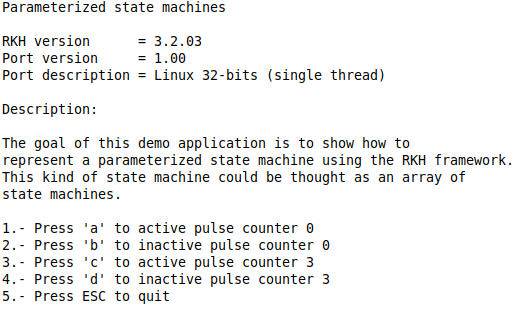 Parameterized state machines
RKH version      = 3.2.03
Port version     = 1.00
Port description = Linux 32-bits (single thread)
Description:
The goal of this demo application is to show how to
represent a parameterized state machine using the RKH framework.
This kind of state machine could be thought as an array of
state machines.
1.- Press 'a' to active pulse counter 0
2.- Press 'b' to inactive pulse counter 0
3.- Press 'c' to active pulse counter 3
4.- Press 'd' to inactive pulse counter 3
5.- Press ESC to quit